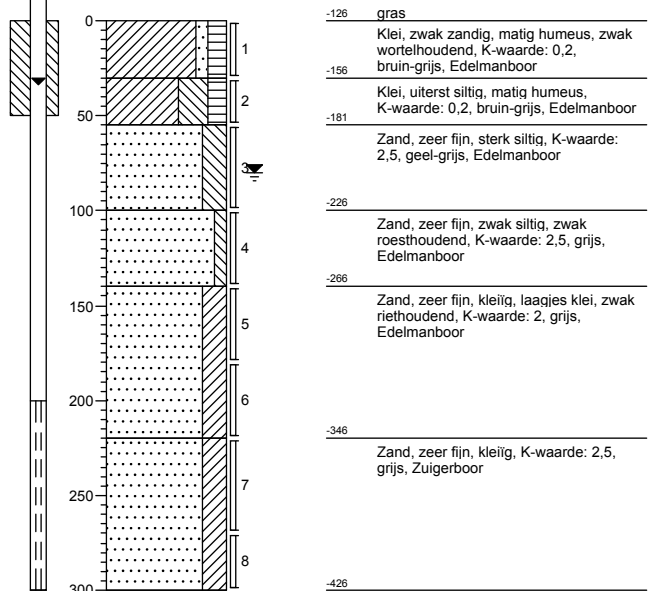 0
50
100
150
200
250
300
1
2
3
4
5
6
7
8
-126 gras
Klei, zwak zandig, matig humeus, zwak
wortelhoudend, K-waarde: 0,2,
bruin-grijs, Edelmanboor
-156
Klei, uiterst siltig, matig humeus,
K-waarde: 0,2, bruin-grijs, Edelmanboor
-181
Zand, zeer fijn, sterk siltig, K-waarde:
2,5, geel-grijs, Edelmanboor
-226
Zand, zeer fijn, zwak siltig, zwak
roesthoudend, K-waarde: 2,5, grijs,
Edelmanboor
-266
Zand, zeer fijn, kleiïg, laagjes klei, zwak
riethoudend, K-waarde: 2, grijs,
Edelmanboor
-346
Zand, zeer fijn, kleiïg, K-waarde: 2,5,
grijs, Zuigerboor
-426